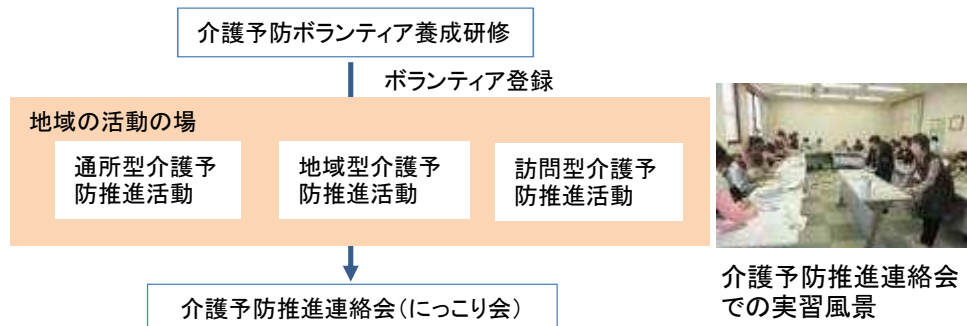 介護予防ボランティア養成研修
ボランティア登録
地域の活動の場
通所型介護予
防推進活動
地域型介護予
防推進活動
訪問型介護予
防推進活動
介護予防推進連絡会(にっこり会)
介護予防推進連絡会
での実習風景